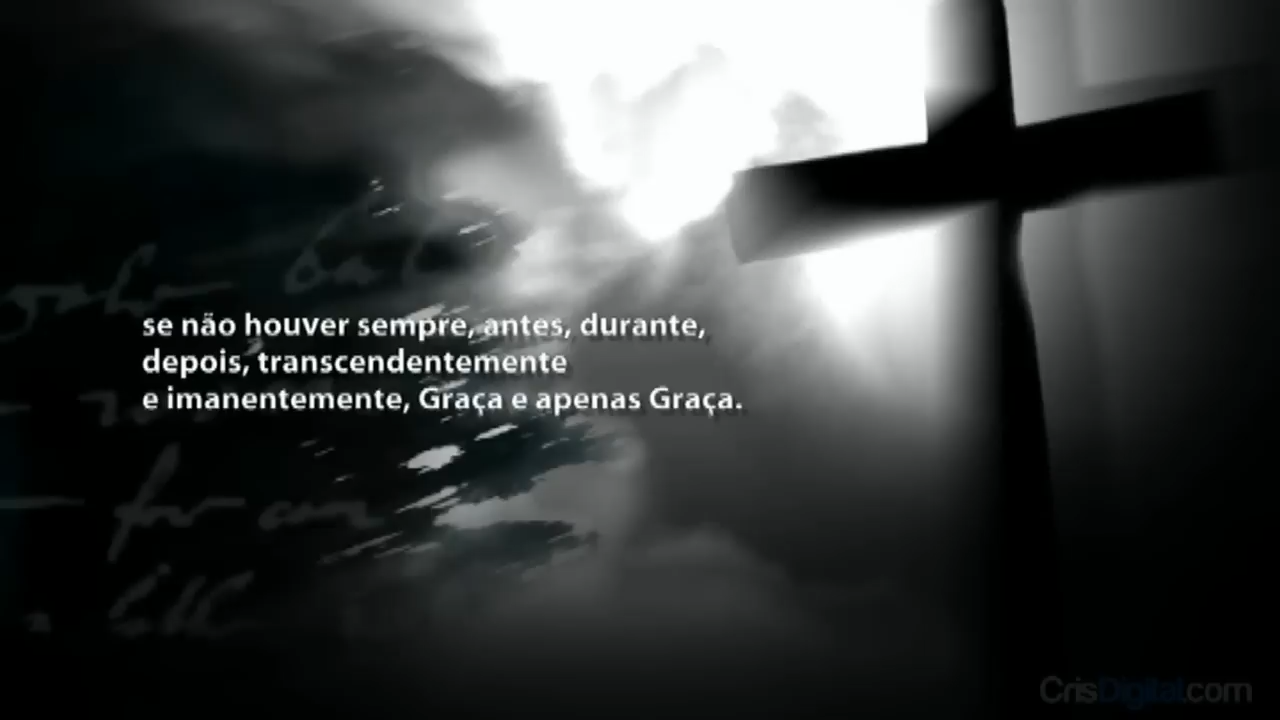 se não houver sempre, antes, durante,
depois, transcendentemente
e imanentemente, Graça e apenas Graça.
CrisDigital.com